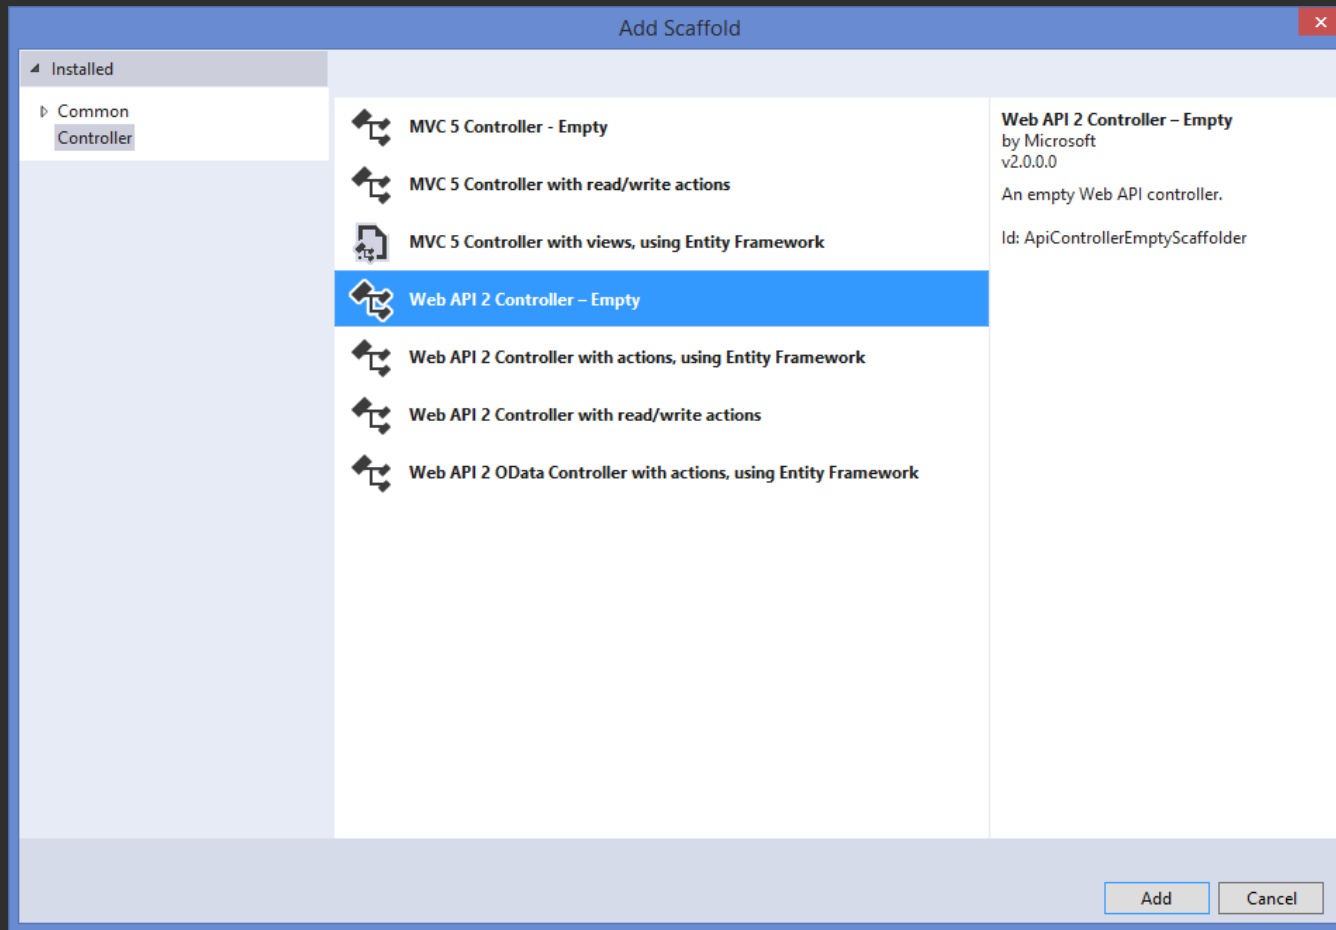 Add Scaffold
Installed
Common
Controller
MVC 5 Controller - Empty
MVC 5 Controller with read/write actions
MVC 5 Controller with views, using Entity Framework
Web API 2 Controller – Empty
Web API 2 Controller with actions, using Entity Framework
Web API 2 Controller with read/write actions
Web API 2 OData Controller with actions, using Entity Framework
Web API 2 Controller – Empty
by Microsoft
v2.0.0.0
An empty Web API controller.
Id: ApiControllerEmptyScaffolder
Add
Cancel